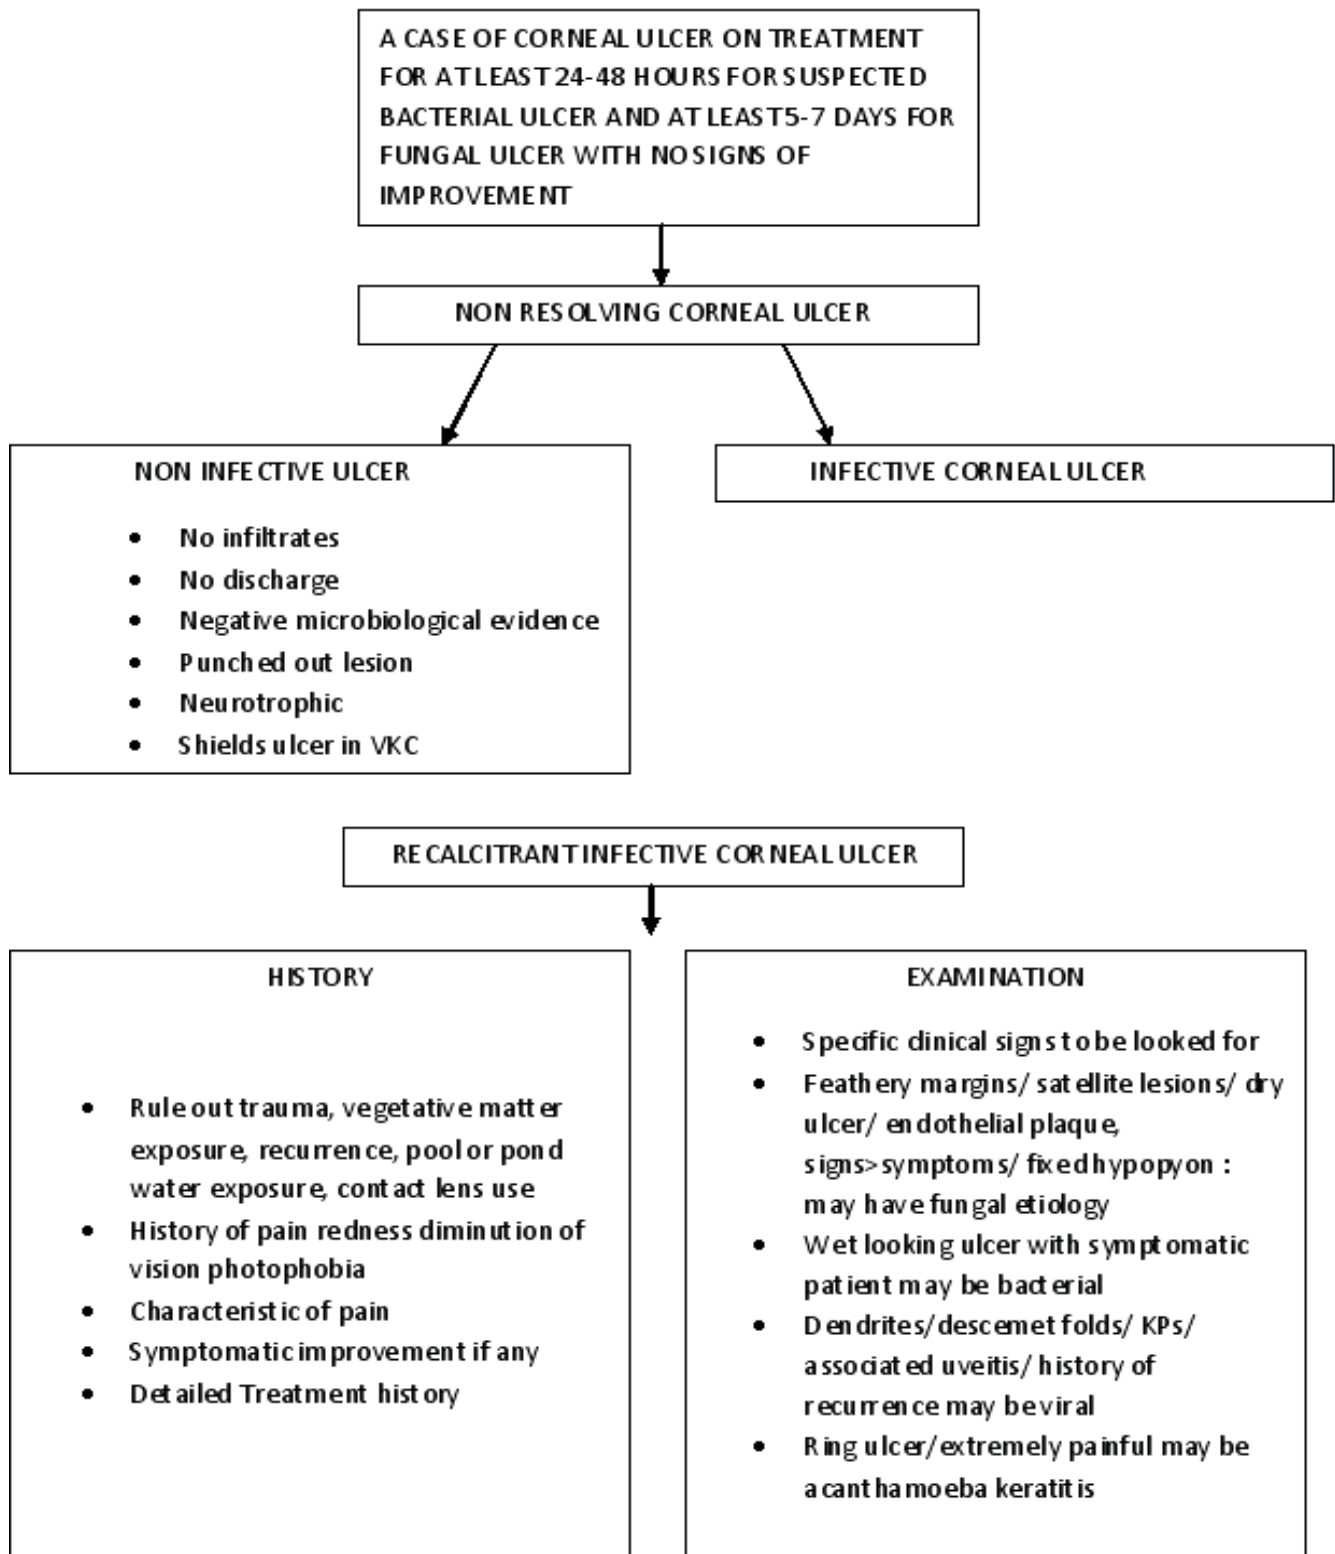 A CASE OF CORNEAL ULCER ON TREATMENT
FOR AT LEAST 24-48 HOURS FOR SUSPECTED
BACTERIAL ULCER AND AT LEAST 5-7 DAYS FOR
FUNGAL ULCER WITH NO SIGNS OF
IMPROVEMENT
NON RESOLVING CORNEAL ULCER
NON INFECTIVE ULCER
• No infiltrates
• No discharge
• Negative microbiological evidence
• Punched out lesion
• Neurotrophic
• Shields ulcer in VKC
INFECTIVE CORNEAL ULCER
RECALCITRANT INFECTIVE CORNEAL ULCER
HISTORY
• Rule out trauma, vegetative matter
exposure, recurrence, pool or pond
water exposure, contact lens use
• History of pain redness diminution of
vision photophobia
• Characteristic of pain
• Symptomatic improvement if any
• Detailed Treatment history
EXAMINATION
• Specific clinical signs to be looked for
• Feathery margins/ satellite lesions/ dry
ulcer/ endothelial plaque,
signs>symptoms/ fixed hypopyon :
may have fungal etiology
• Wet looking ulcer with symptomatic
patient may be bacterial
• Dendrites/descemet folds/ KPs/
associated uveitis/ history of
recurrence may be viral
• Ring ulcer/extremely painful may be
acanthamoeba keratitis